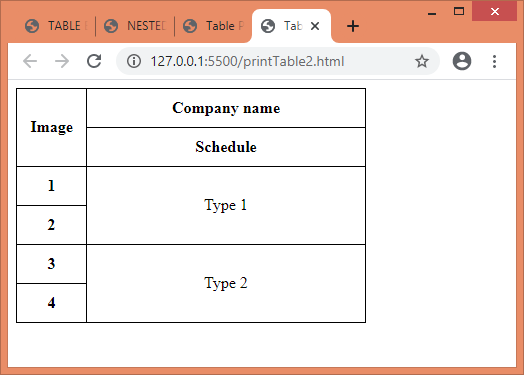 TABLE
NESTED
Table
Tab
127.0.0.1:5500/printTable2.html
Image
Company name
Schedule
1
Type 1
2
3
Type 2
4